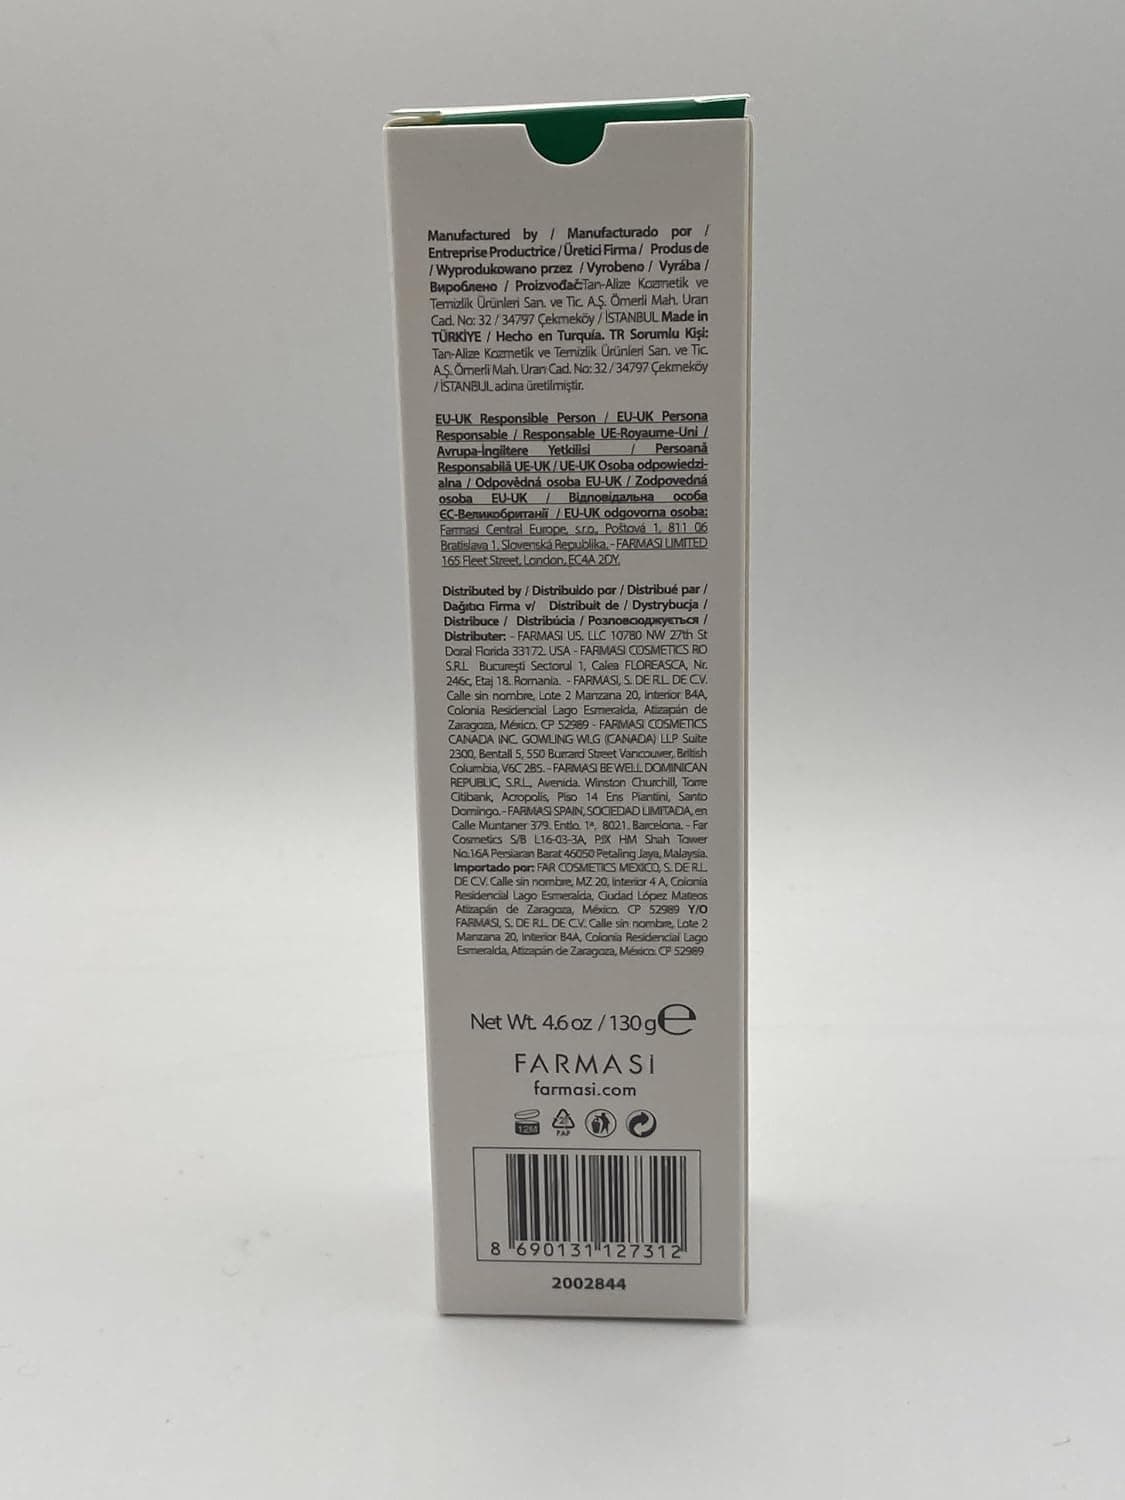 Manufactured by / Manufacturado por /
Entreprise Productrice / Üretici Firma / Produs de
/ Wyprodukowano przez / Vyrobeno / Vyrába /
Вироблено / Proizvođač:Tan-Alize Kozmetik ve
Temizlik Ürünleri San. ve Tic. A.Ş. Ömerli Mah. Uran
Cad. No: 32 / 34797 Çekmeköy / İSTANBUL Made in
TÜRKİYE / Hecho en Turquía. TR Sorumlu Kişi:
Tan-Alize Kozmetik ve Temizlik Ürünleri San. ve Tic.
A.Ş. Ömerli Mah. Uran Cad. No: 32 / 34797 Çekmeköy
/ İSTANBUL adına üretilmiştir.
EU-UK Responsible Person / EU-UK Persona
Responsable / Responsable UE-Royaume-Uni /
Avrupa-İngiltere Yetkilisi / Persoană
Responsabilă UE-UK / UE-UK Osoba odpowiedzi-
alna / Odpovědná osoba EU-UK / Zodpovedná
osoba EU-UK / Відповідальна особа
ЄС-Великобританії / EU-UK odgovorna osoba:
Farmasi Central Europe, s.r.o., Poštová 1, 811 06
Bratislava 1, Slovenská Republika. - FARMASI LIMITED
165 Fleet Street, London, EC4A 2DY.
Distributed by / Distribuido por / Distribué par /
Dağıtıcı Firma v/ Distribuit de / Dystrybucja /
Distribuce / Distribúcia / Розповсюджується /
Distributer: - FARMASI US. LLC 10780 NW 27th St
Doral Florida 33172. USA - FARMASI COSMETICS RO
S.R.L. București Sectorul 1, Calea FLOREASCA, Nr.
246c, Etaj 18. Romania. - FARMASI, S. DE R.L. DE C.V.
Calle sin nombre, Lote 2 Manzana 20, Interior B4A,
Colonia Residencial Lago Esmeralda, Atizapán de
Zaragoza, México. CP 52989 - FARMASI COSMETICS
CANADA INC. GOWLING WLG (CANADA) LLP Suite
2300, Bentall 5, 550 Burrard Street Vancouver, British
Columbia, V6C 2B5. - FARMASI BE WELL DOMINICAN
REPUBLIC, S.R.L., Avenida. Winston Churchill, Torre
Citibank, Acropolis, Piso 14 Ens Piantini, Santo
Domingo. - FARMASI SPAIN, SOCIEDAD LIMITADA, en
Calle Muntaner 379. Entlo. 1ª, 8021. Barcelona. - Far
Cosmetics S/B L16-03-3A, PJX HM Shah Tower
No.16A Persiaran Barat 46050 Petaling Jaya, Malaysia.
Importado por: FAR COSMETICS MEXICO, S. DE R.L.
DE C.V. Calle sin nombre, MZ 20, Interior 4 A, Colonia
Residencial Lago Esmeralda, Ciudad López Mateos
Atizapán de Zaragoza, México. CP 52989 Y/O
FARMASI, S. DE R.L. DE C.V. Calle sin nombre, Lote 2
Manzana 20, Interior B4A, Colonia Residencial Lago
Esmeralda, Atizapán de Zaragoza, México. CP 52989
Net Wt. 4.6 oz / 130 g ℮
FARMASi
farmasi.com
12M
PAP
8 690131 127312
2002844